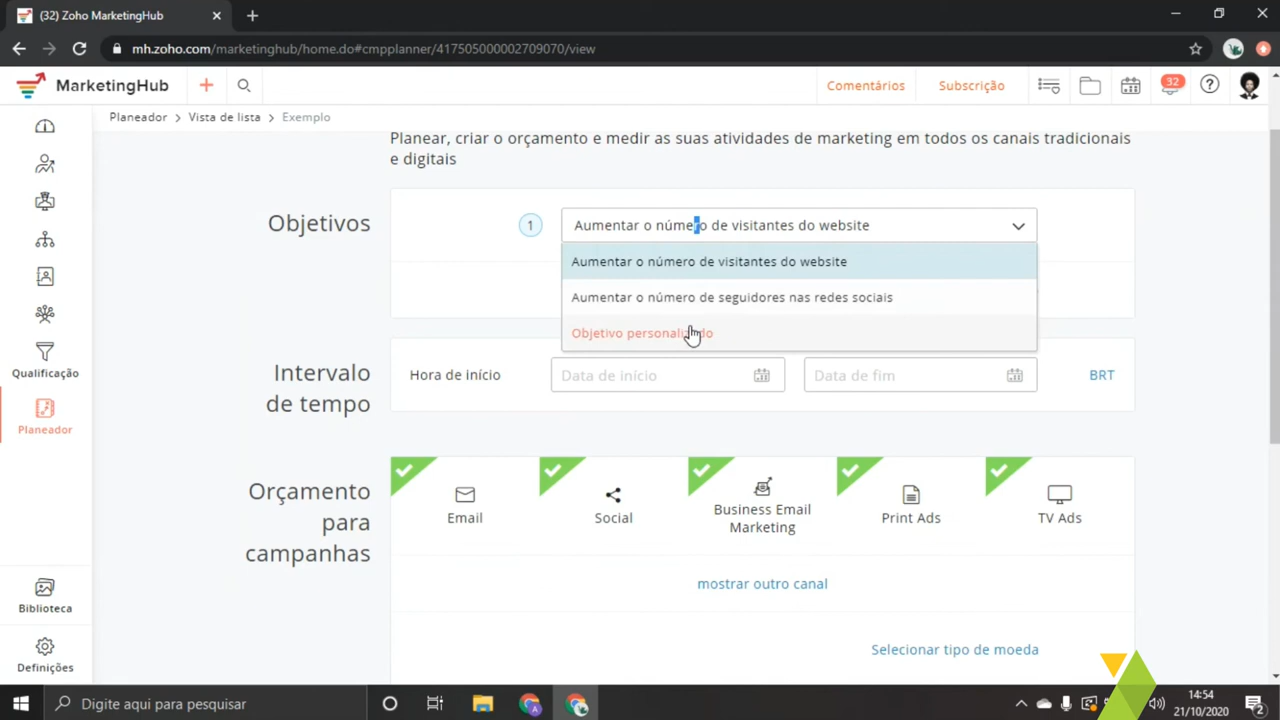 (32) Zoho MarketingHub
mh.zoho.com/marketinghub/home.do#cmpplanner/417505000002709070/view
MarketingHub
Comentários
Subscrição
32
Planeador > Vista de lista > Exemplo
Planear, criar o orçamento e medir as suas atividades de marketing em todos os canais tradicionais
e digitais
Objetivos
1
Aumentar o número de visitantes do website
Aumentar o número de visitantes do website
Aumentar o número de seguidores nas redes sociais
Objetivo personalizado
Intervalo
de tempo
Hora de início
Data de início
Data de fim
BRT
Qualificação
Planeador
Orçamento
para
campanhas
Email
Social
Business Email
Marketing
Print Ads
TV Ads
mostrar outro canal
Selecionar tipo de moeda
Biblioteca
Definições
Digite aqui para pesquisar
14:54
21/10/2020
2